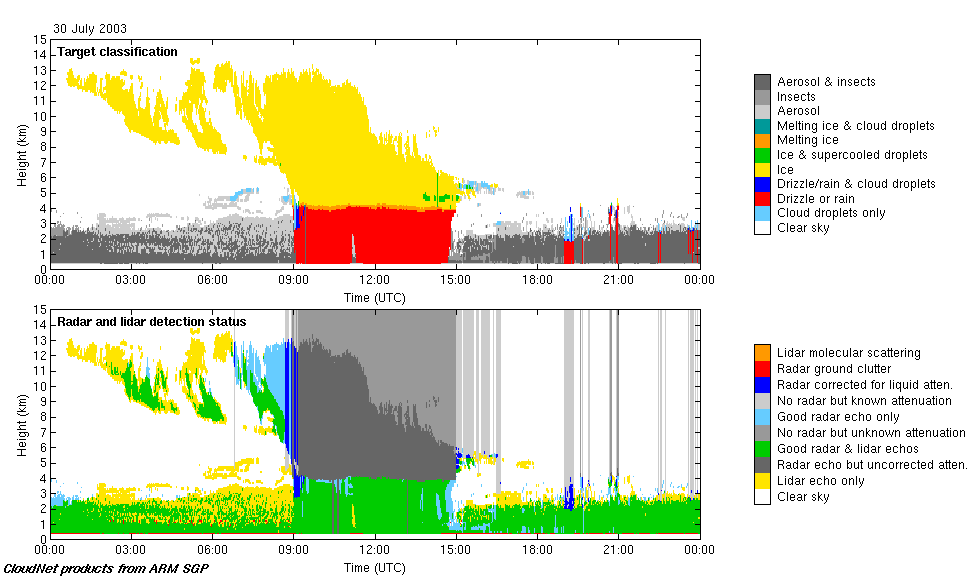 30 July 2003
Target classification
15
14
13
12
11
10
9
8
7
6
5
4
3
2
1
0
Height (km)
00:00 03:00 06:00 09:00 12:00 15:00 18:00 21:00 00:00
Time (UTC)
Aerosol & insects
Insects
Aerosol
Melting ice & cloud droplets
Melting ice
Ice & supercooled droplets
Ice
Drizzle/rain & cloud droplets
Drizzle or rain
Cloud droplets only
Clear sky
Radar and lidar detection status
15
14
13
12
11
10
9
8
7
6
5
4
3
2
1
0
Height (km)
00:00 03:00 06:00 09:00 12:00 15:00 18:00 21:00 00:00
Time (UTC)
Lidar molecular scattering
Radar ground clutter
Radar corrected for liquid atten.
No radar but known attenuation
Good radar echo only
No radar but unknown attenuation
Good radar & lidar echos
Radar echo but uncorrected atten.
Lidar echo only
Clear sky
CloudNet products from ARM SGP